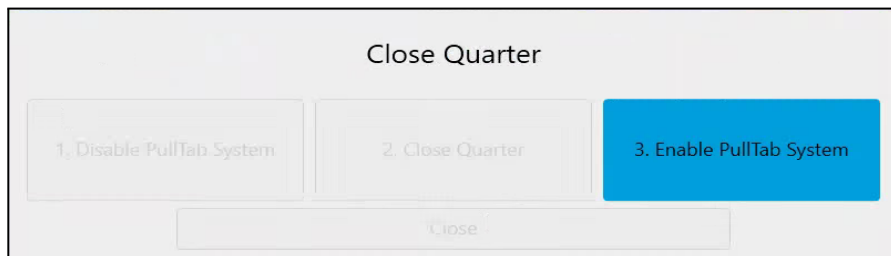 Close Quarter
1. Disable PullTab System
2. Close Quarter
3. Enable PullTab System
Close